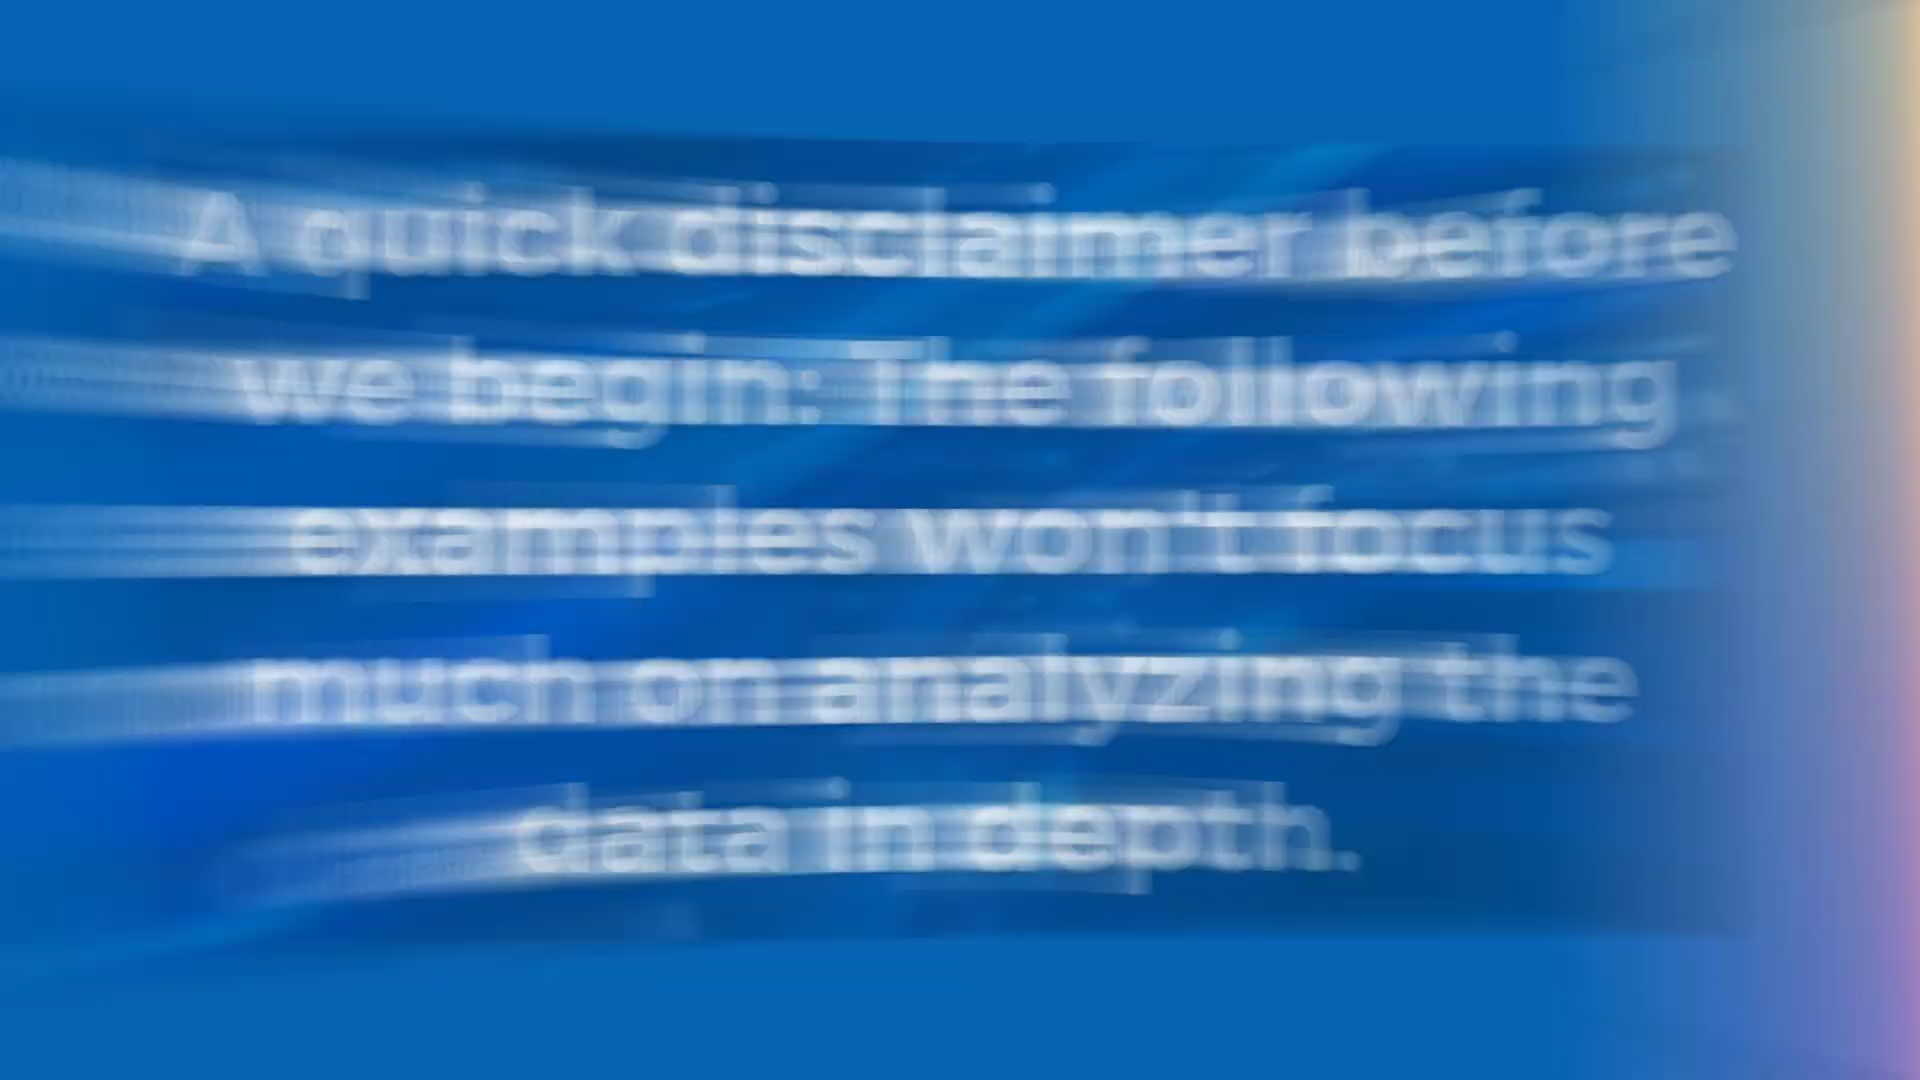 A quick disclaimer before
we begin: The following
examples won't focus
much on analyzing the
data in depth.